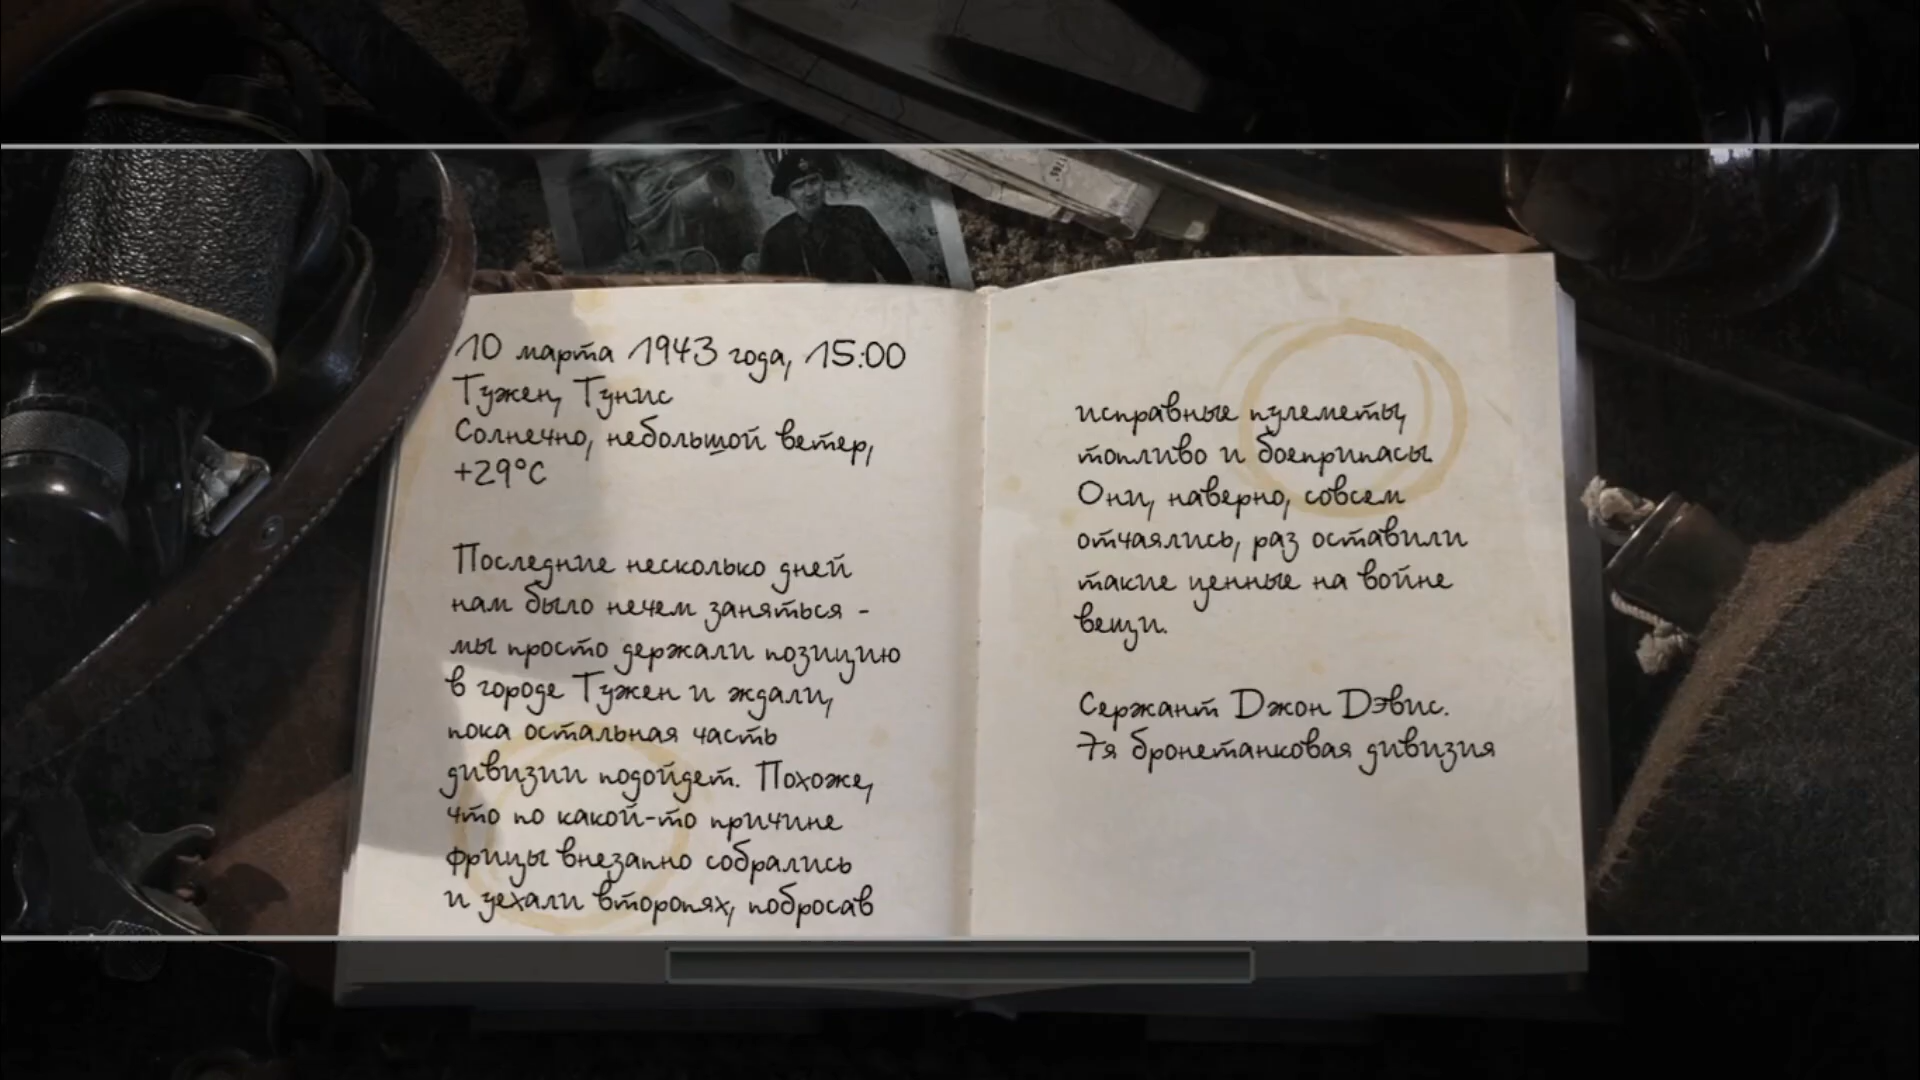 10 марта 1943 года, 15:00
Тужен, Тунис
Солнечно, небольшой ветер,
+29°C
Последние несколько дней
нам было нечем заняться -
мы просто держали позицию
в городе Тужен и ждали,
пока остальная часть
дивизии подойдет. Похоже,
что по какой-то причине
фрицы внезапно собрались
и уехали второпях, побросав
исправные пулеметы,
топливо и боеприпасы.
Они, наверно, совсем
отчаялись, раз оставили
такие ценные на войне
вещи.
Сержант Джон Дэвис.
7я бронетанковая дивизия